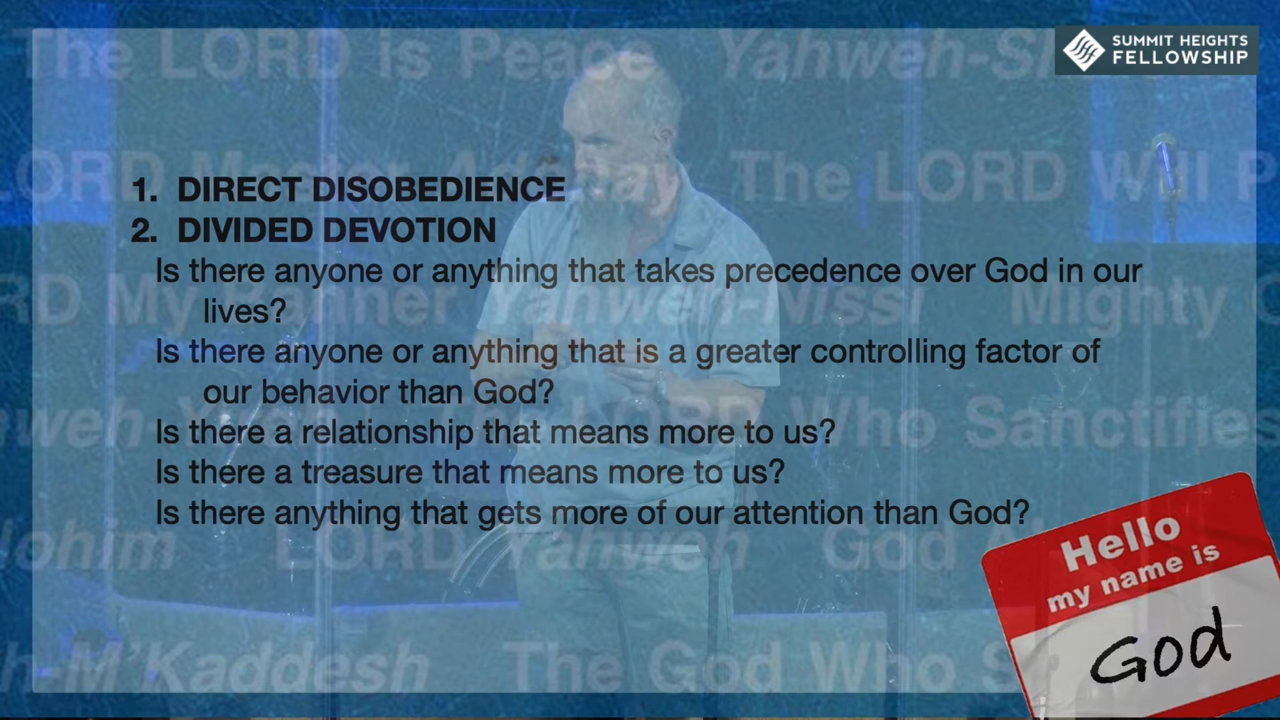 The LORD is Peace Yahweh-Sh
SUMMIT HEIGHTS
FELLOWSHIP
LORD Master Adonay The LORD Will P
1. DIRECT DISOBEDIENCE
2. DIVIDED DEVOTION
Is there anyone or anything that takes precedence over God in our
lives?
RD My Banner Yahweh-Nissi Mighty G
Is there anyone or anything that is a greater controlling factor of
our behavior than God?
Is there a relationship that means more to us?
The LORD Who Sanctifies
Is there a treasure that means more to us?
Is there anything that gets more of our attention than God?
lohim LORD Yahweh God
h-M'Kaddesh The God Who S
Hello
my name is
God